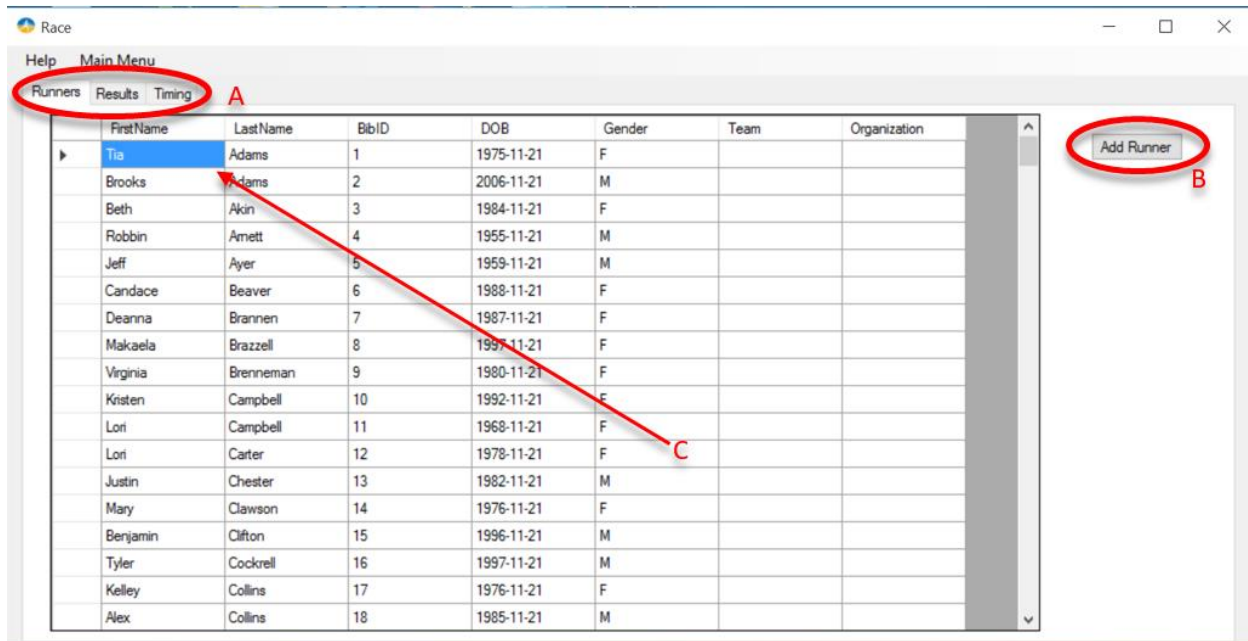 Race
Help Main Menu
Runners Results Timing A
FirstName LastName BibID DOB Gender Team Organization
Add Runner
B
Tia Adams 1 1975-11-21 F
Brooks Adams 2 2006-11-21 M
Beth Akin 3 1984-11-21 F
Robbin Arnett 4 1955-11-21 M
Jeff Ayer 5 1959-11-21 M
Candace Beaver 6 1988-11-21 F
Deanna Brannen 7 1987-11-21 F
Makaela Brazzell 8 1997-11-21 F
Virginia Brenneman 9 1980-11-21 F
Kristen Campbell 10 1992-11-21 F
Lori Campbell 11 1968-11-21 F
C
Lori Carter 12 1978-11-21 F
Justin Chester 13 1982-11-21 M
Mary Clawson 14 1976-11-21 F
Benjamin Clifton 15 1996-11-21 M
Tyler Cockrell 16 1997-11-21 M
Kelley Collins 17 1976-11-21 F
Alex Collins 18 1985-11-21 M